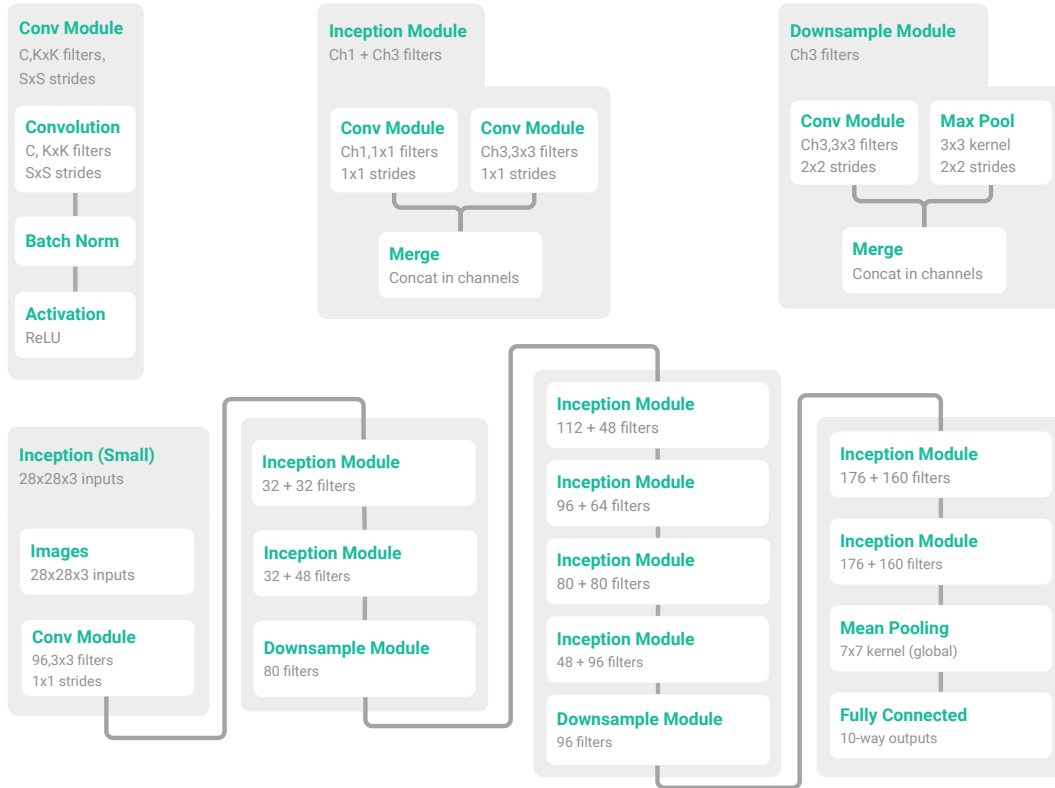 Conv Module
C,KxK filters,
SxS strides
Convolution
C, KxK filters
SxS strides
Batch Norm
Activation
ReLU
Inception Module
Ch1 + Ch3 filters
Conv Module
Ch1,1x1 filters
1x1 strides
Conv Module
Ch3,3x3 filters
1x1 strides
Merge
Concat in channels
Downsample Module
Ch3 filters
Conv Module
Ch3,3x3 filters
2x2 strides
Max Pool
3x3 kernel
2x2 strides
Merge
Concat in channels
Inception (Small)
28x28x3 inputs
Images
28x28x3 inputs
Conv Module
96,3x3 filters
1x1 strides
Inception Module
32 + 32 filters
Inception Module
32 + 48 filters
Downsample Module
80 filters
Inception Module
112 + 48 filters
Inception Module
96 + 64 filters
Inception Module
80 + 80 filters
Inception Module
48 + 96 filters
Downsample Module
96 filters
Inception Module
176 + 160 filters
Inception Module
176 + 160 filters
Mean Pooling
7x7 kernel (global)
Fully Connected
10-way outputs